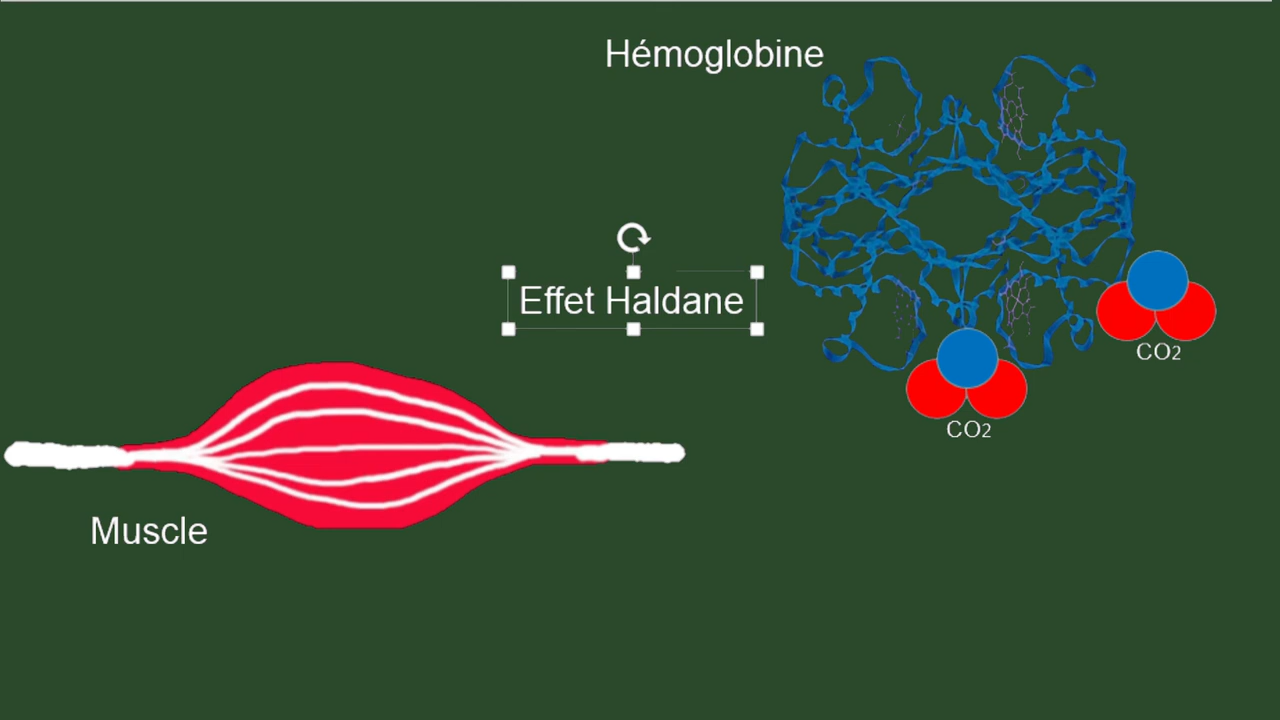 Hémoglobine
Effet Haldane
CO2
CO2
Muscle